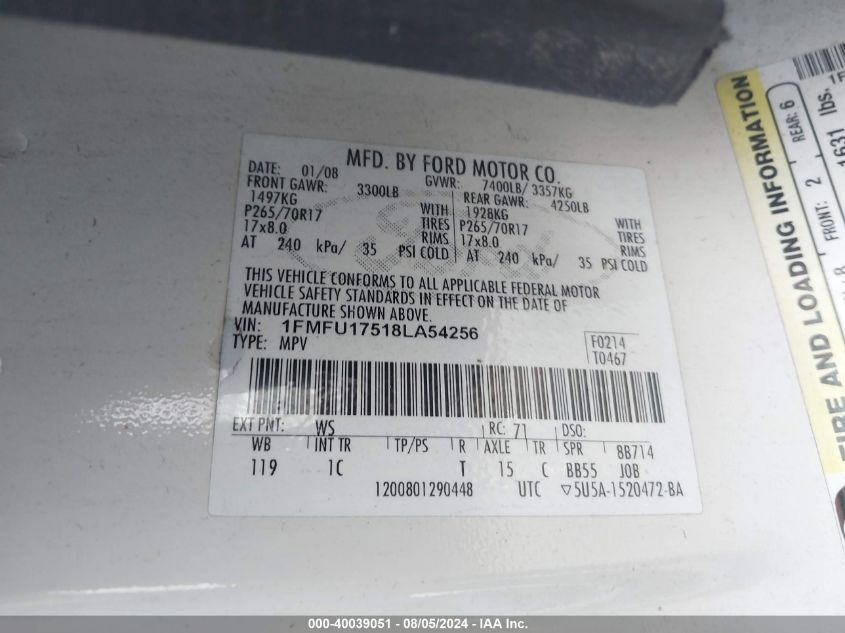 MFD. BY FORD MOTOR CO.
DATE: 01/08 GVWR: 7400LB/ 3357KG
FRONT GAWR: 3300LB REAR GAWR: 4250LB
1497KG WITH 1928KG WITH
P265/70R17 TIRES P265/70R17 TIRES
17x8.0 RIMS 17x8.0 RIMS
AT 240 kPa/ 35 PSI COLD AT 240 kPa/ 35 PSI COLD
THIS VEHICLE CONFORMS TO ALL APPLICABLE FEDERAL MOTOR
VEHICLE SAFETY STANDARDS IN EFFECT ON THE DATE OF
MANUFACTURE SHOWN ABOVE.
VIN: 1FMFU17518LA54256
TYPE: MPV
F0214
T0467
EXT PNT: WS RC: 71 DSO:
WB INT TR TP/PS R AXLE TR SPR 8B714
119 1C T 15 C BB55 JOB
1200801290448 UTC ▽5U5A-1520472-BA
TIRE AND LOADING INFORMATION
FRONT: 2 REAR: 6
1631 lbs.
000-40039051 - 08/05/2024 - IAA Inc.